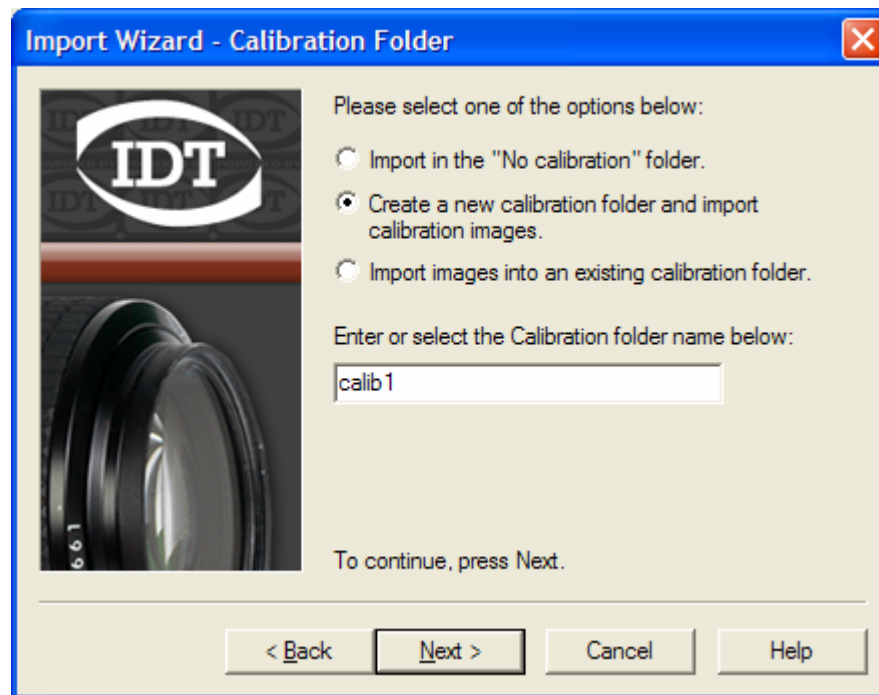 Import Wizard - Calibration Folder
IDT
Please select one of the options below:
Import in the "No calibration" folder.
Create a new calibration folder and import
calibration images.
Import images into an existing calibration folder.
Enter or select the Calibration folder name below:
calib1
To continue, press Next.
< Back
Next >
Cancel
Help